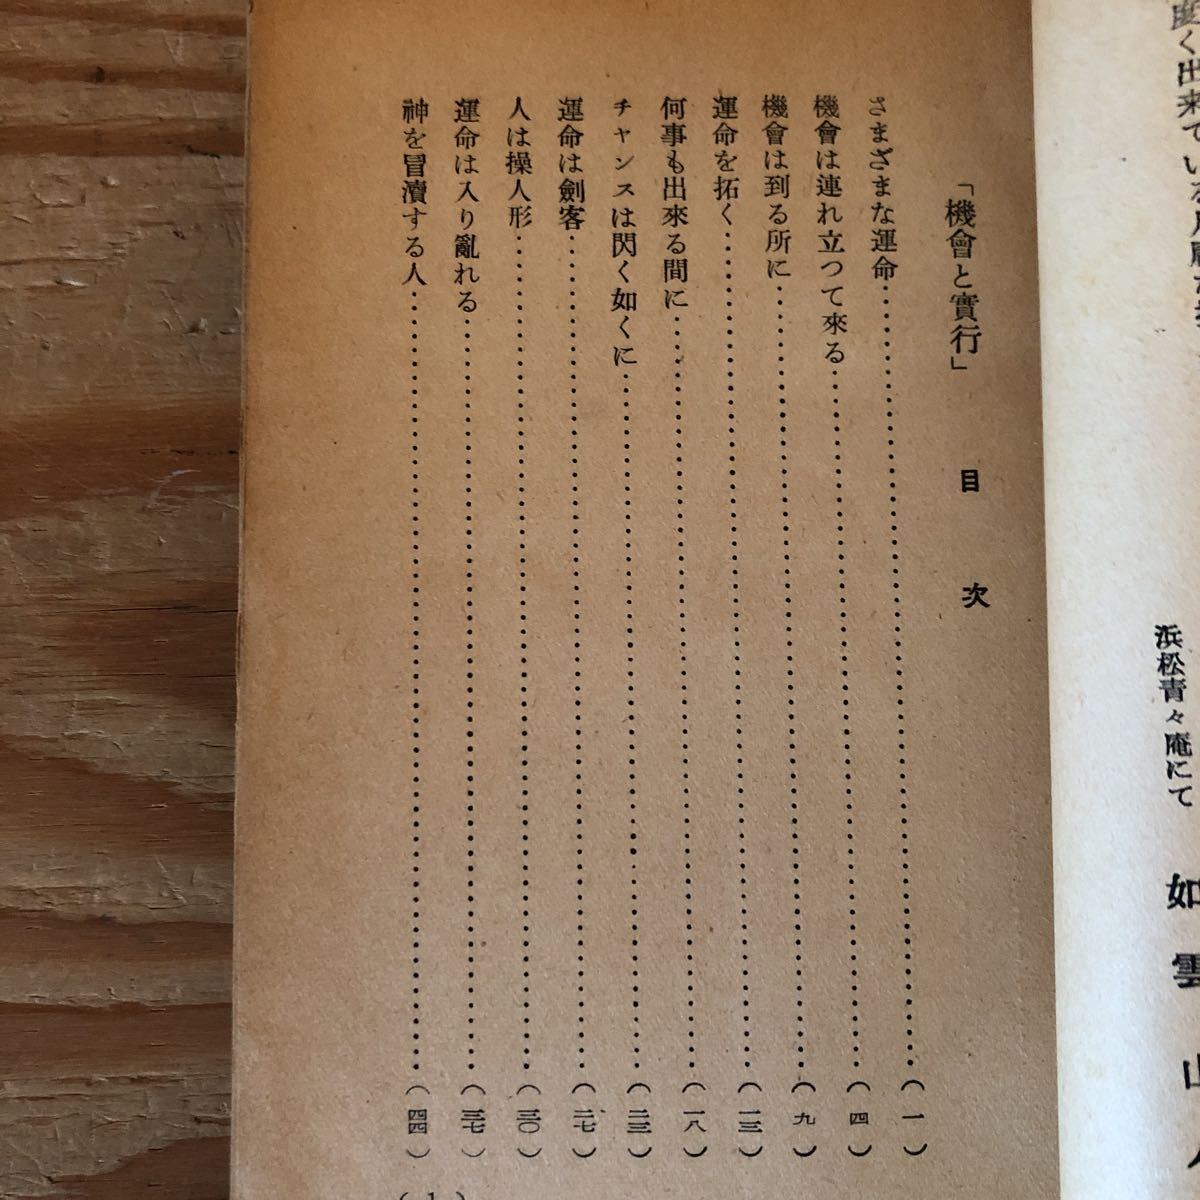 浜松青々庵にて
如雲山人
「機會と實行」 目次
さまざまな運命‥‥‥‥(一)
機會は連れ立つて來る‥‥‥‥(四)
機會は到る所に‥‥‥‥(九)
運命を拓く‥‥‥‥(一三)
何事も出來る間に‥‥‥‥(一八)
チャンスは閃く如くに‥‥‥‥(二三)
運命は劍客‥‥‥‥(二七)
人は操人形‥‥‥‥(三〇)
運命は入り亂れる‥‥‥‥(三七)
神を冒瀆する人‥‥‥‥(四四)
(1)